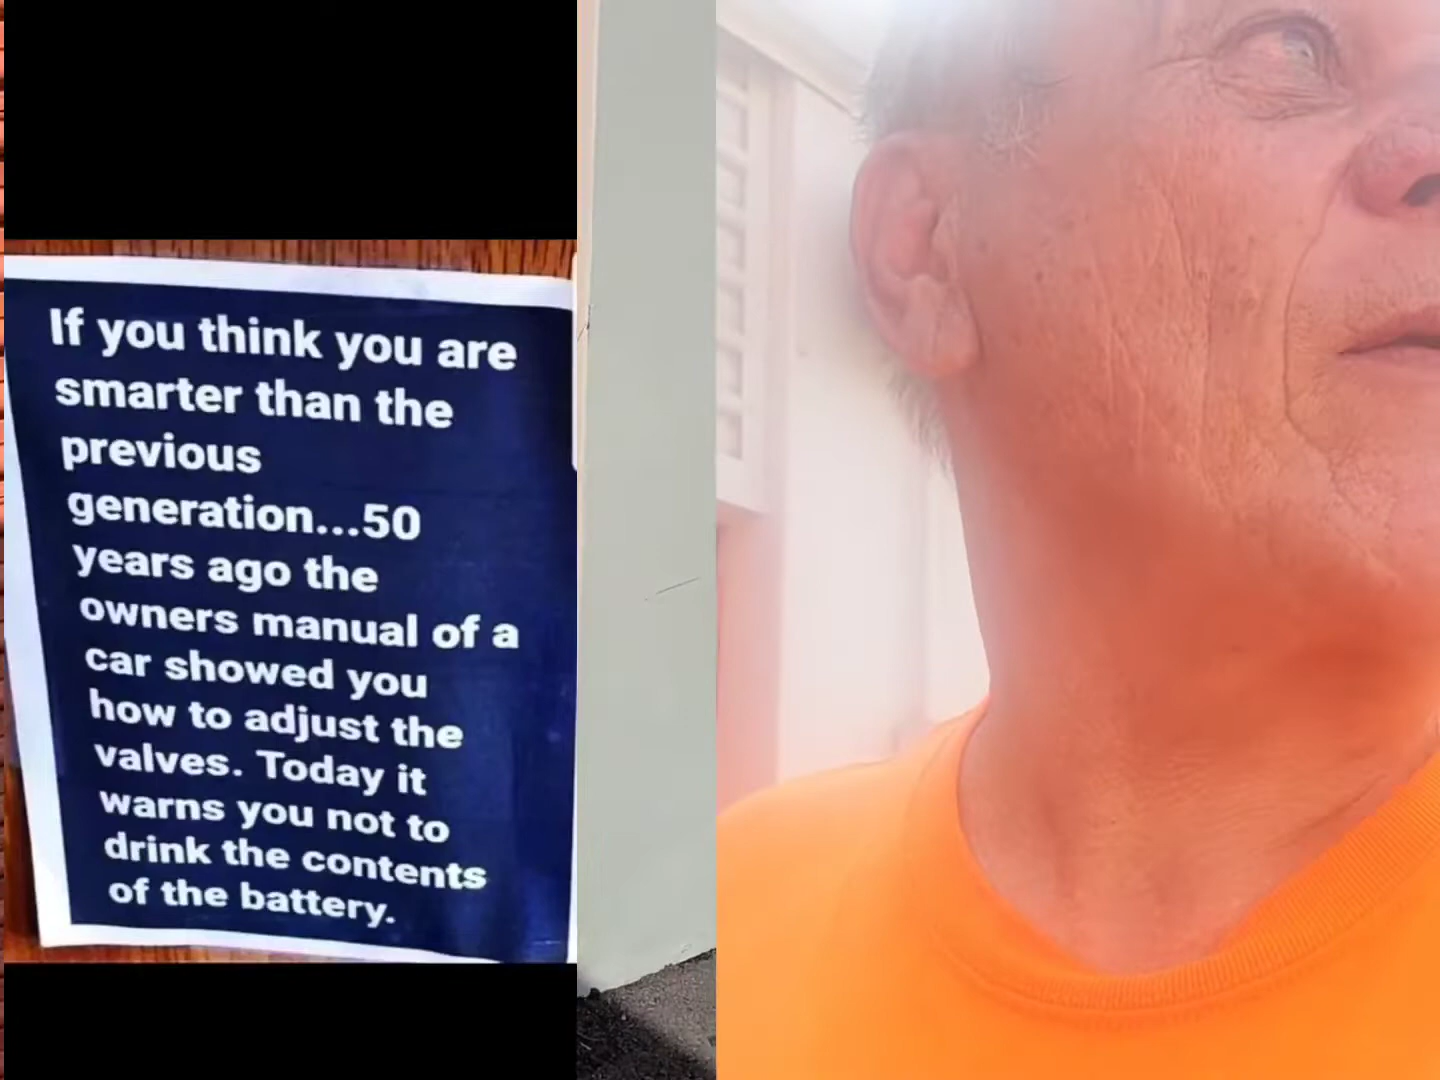 If you think you are
smarter than the
previous
generation...50
years ago the
owners manual of a
car showed you
how to adjust the
valves. Today it
warns you not to
drink the contents
of the battery.